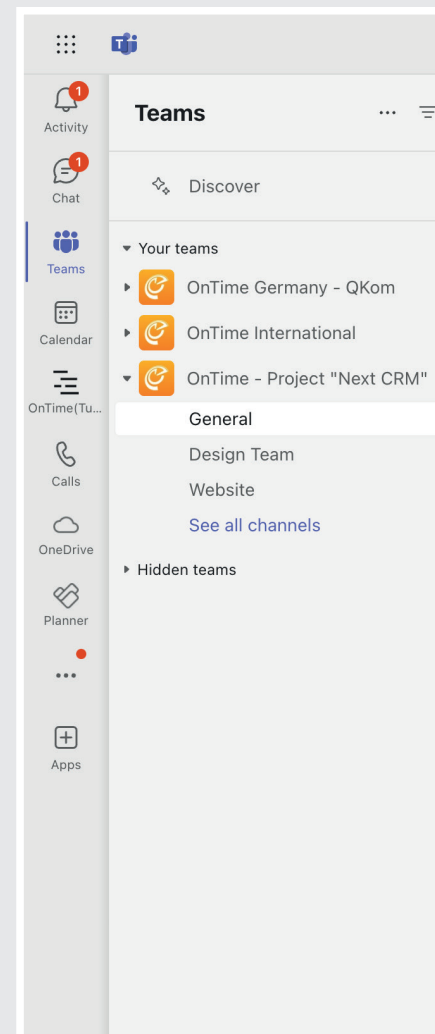 1
Activity
1
Chat
Teams
Calendar
OnTime(Tu...
Calls
OneDrive
Planner
Apps
Teams
Discover
Your teams
OnTime Germany - QKom
OnTime International
OnTime - Project "Next CRM"
General
Design Team
Website
See all channels
Hidden teams